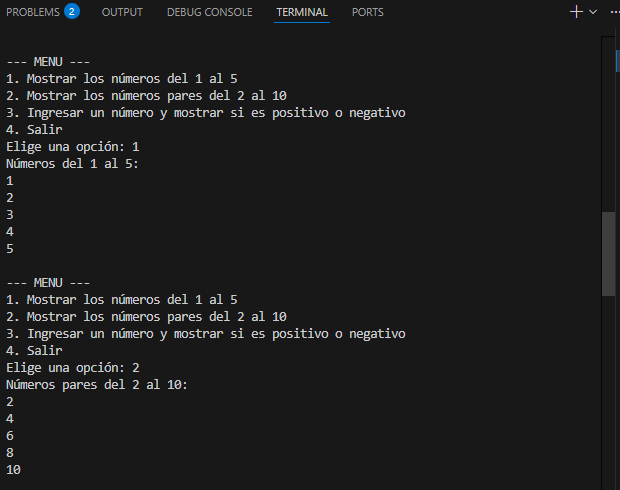 PROBLEMS 2 OUTPUT DEBUG CONSOLE TERMINAL PORTS
--- MENU ---
1. Mostrar los números del 1 al 5
2. Mostrar los números pares del 2 al 10
3. Ingresar un número y mostrar si es positivo o negativo
4. Salir
Elige una opción: 1
Números del 1 al 5:
1
2
3
4
5
--- MENU ---
1. Mostrar los números del 1 al 5
2. Mostrar los números pares del 2 al 10
3. Ingresar un número y mostrar si es positivo o negativo
4. Salir
Elige una opción: 2
Números pares del 2 al 10:
2
4
6
8
10